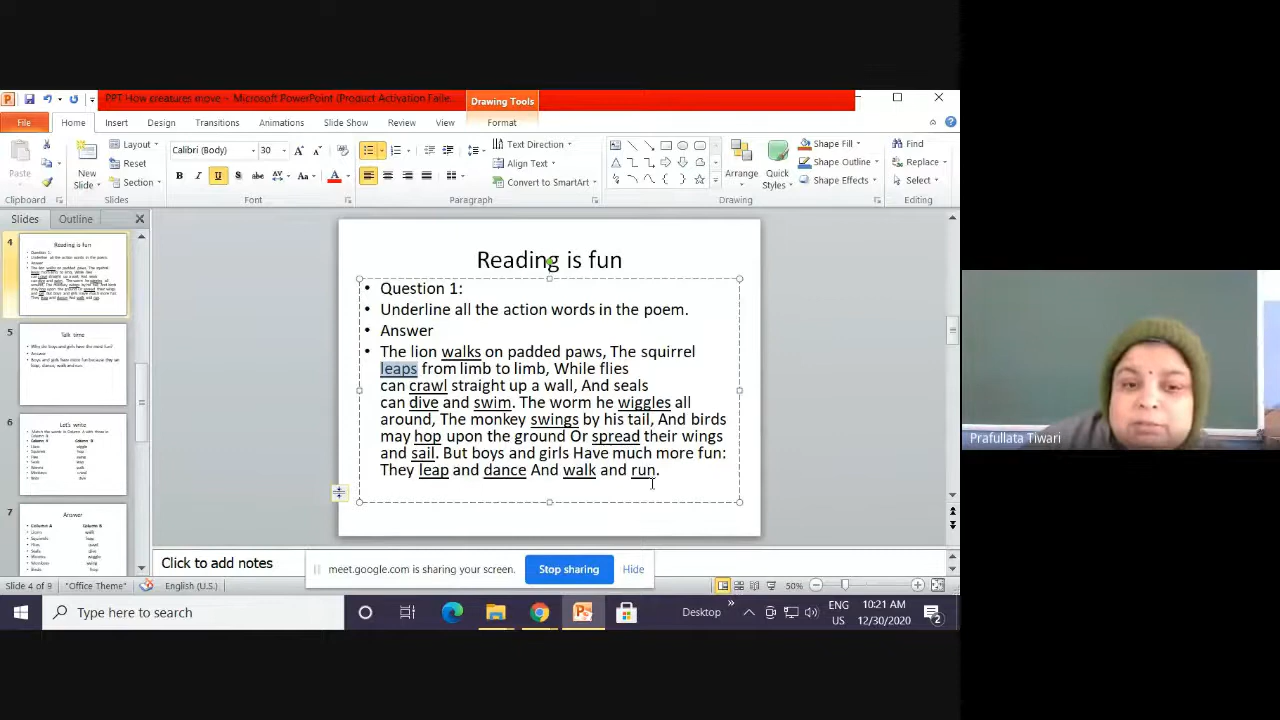 PPT How creatures move - Microsoft PowerPoint (Product Activation Faile...
Drawing Tools
File Home Insert Design Transitions Animations Slide Show Review View Format
Paste
New
Slide
Layout
Reset
Section
Calibri (Body) 30
Text Direction
Align Text
Convert to SmartArt
Arrange
Quick
Styles
Shape Fill
Shape Outline
Shape Effects
Find
Replace
Select
Clipboard Slides Font Paragraph Drawing Editing
Slides Outline
4
Reading is fun
5
Talk time
6
Let's write
7
Answer
Reading is fun
• Question 1:
• Underline all the action words in the poem.
• Answer
• The lion walks on padded paws, The squirrel
leaps from limb to limb, While flies
can crawl straight up a wall, And seals
can dive and swim. The worm he wiggles all
around, The monkey swings by his tail, And birds
may hop upon the ground Or spread their wings
and sail. But boys and girls Have much more fun:
They leap and dance And walk and run.
Click to add notes
meet.google.com is sharing your screen. Stop sharing Hide
Slide 4 of 9 "Office Theme" English (U.S.) 50%
Type here to search
Desktop
ENG
US
10:21 AM
12/30/2020
2
Prafullata Tiwari